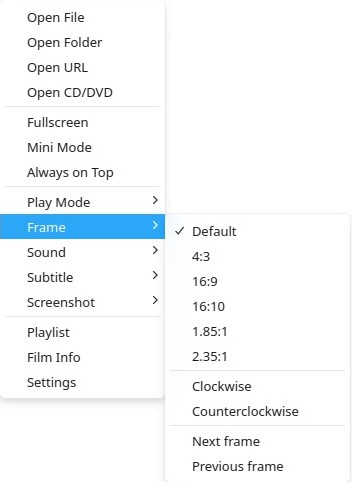 Open File
Open Folder
Open URL
Open CD/DVD
Fullscreen
Mini Mode
Always on Top
Play Mode
Frame
Sound
Subtitle
Screenshot
Playlist
Film Info
Settings
Default
4:3
16:9
16:10
1.85:1
2.35:1
Clockwise
Counterclockwise
Next frame
Previous frame